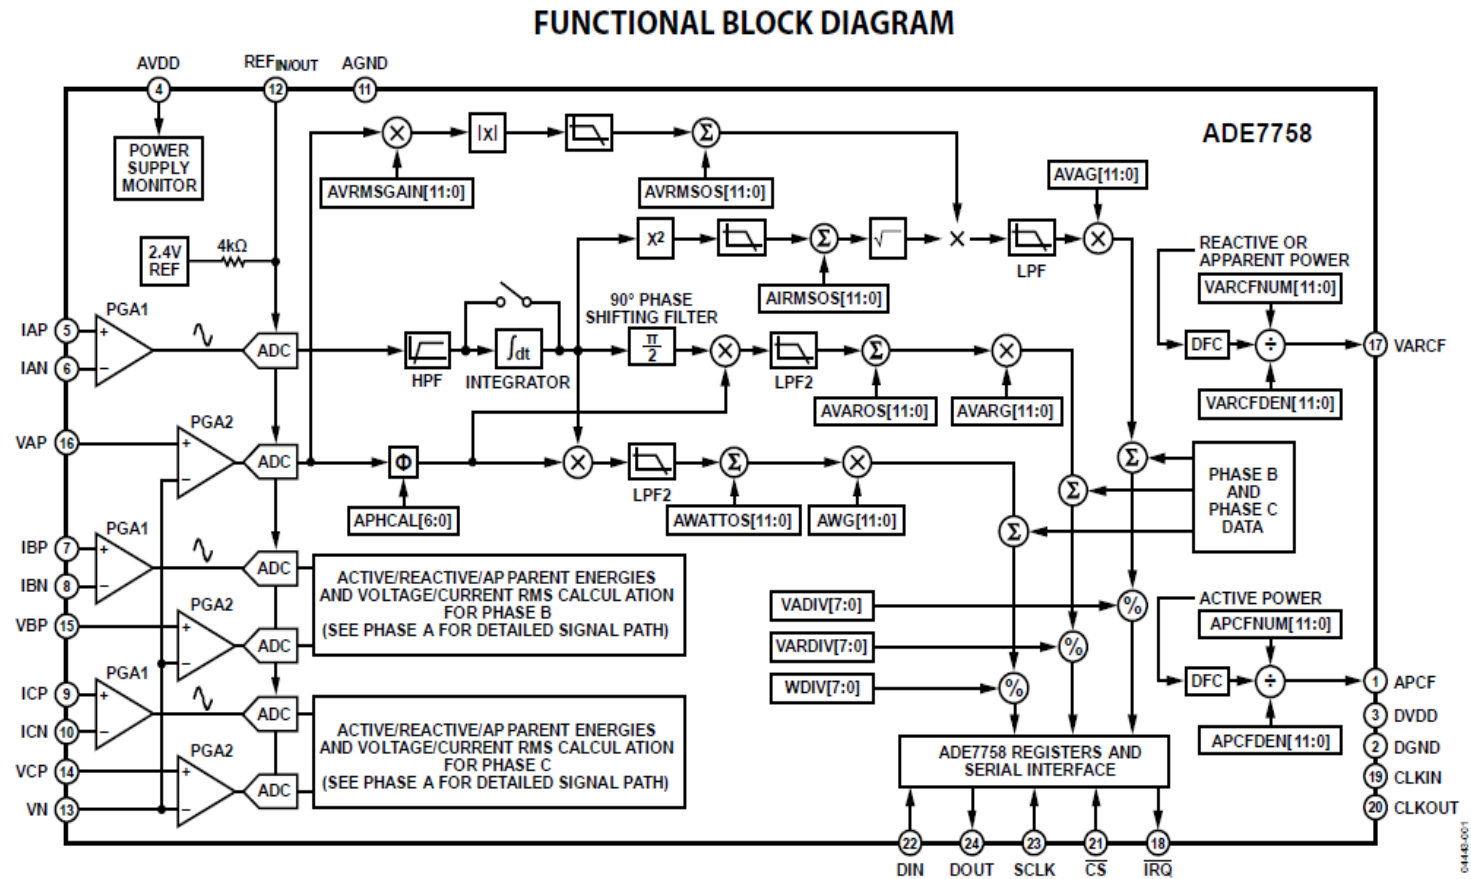 FUNCTIONAL BLOCK DIAGRAM
AVDD
REFIN/OUT
AGND
4
12
11
ADE7758
POWER
SUPPLY
MONITOR
|X|
Σ
AVRMSGAIN[11:0]
AVRMSOS[11:0]
AVAG[11:0]
2.4V
REF
4kΩ
X²
Σ
√
LPF
AIRMSOS[11:0]
REACTIVE OR
APPARENT POWER
VARCFNUM[11:0]
DFC
÷
17
VARCF
VARCFDEN[11:0]
PGA1
IAP
5
+
IAN
6
−
ADC
HPF
∫dt
INTEGRATOR
90° PHASE
SHIFTING FILTER
π
2
LPF2
Σ
AVAROS[11:0]
AVARG[11:0]
PGA2
VAP
16
+
−
ADC
Φ
APHCAL[6:0]
LPF2
Σ
AWATTOS[11:0]
AWG[11:0]
Σ
Σ
Σ
PHASE B
AND
PHASE C
DATA
PGA1
IBP
7
+
IBN
8
−
ADC
PGA2
VBP
15
+
−
ADC
ACTIVE/REACTIVE/APPARENT ENERGIES
AND VOLTAGE/CURRENT RMS CALCULATION
FOR PHASE B
(SEE PHASE A FOR DETAILED SIGNAL PATH)
VADIV[7:0]
%
VARDIV[7:0]
%
WDIV[7:0]
%
ACTIVE POWER
APCFNUM[11:0]
DFC
÷
1
APCF
APCFDEN[11:0]
PGA1
ICP
9
+
ICN
10
−
ADC
PGA2
VCP
14
+
VN
13
−
ADC
ACTIVE/REACTIVE/APPARENT ENERGIES
AND VOLTAGE/CURRENT RMS CALCULATION
FOR PHASE C
(SEE PHASE A FOR DETAILED SIGNAL PATH)
ADE7758 REGISTERS AND
SERIAL INTERFACE
3
DVDD
2
DGND
19
CLKIN
20
CLKOUT
22
24
23
21
18
DIN
DOUT
SCLK
CS
IRQ
04443-001